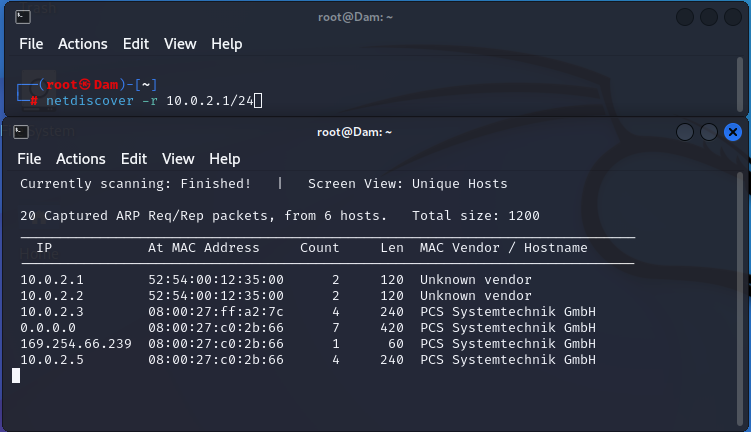 root@Dam: ~
File Actions Edit View Help
┌──(root㉿Dam)-[~]
└─# netdiscover -r 10.0.2.1/24
root@Dam: ~
File Actions Edit View Help
Currently scanning: Finished! | Screen View: Unique Hosts
20 Captured ARP Req/Rep packets, from 6 hosts. Total size: 1200
IP At MAC Address Count Len MAC Vendor / Hostname
10.0.2.1 52:54:00:12:35:00 2 120 Unknown vendor
10.0.2.2 52:54:00:12:35:00 2 120 Unknown vendor
10.0.2.3 08:00:27:ff:a2:7c 4 240 PCS Systemtechnik GmbH
0.0.0.0 08:00:27:c0:2b:66 7 420 PCS Systemtechnik GmbH
169.254.66.239 08:00:27:c0:2b:66 1 60 PCS Systemtechnik GmbH
10.0.2.5 08:00:27:c0:2b:66 4 240 PCS Systemtechnik GmbH